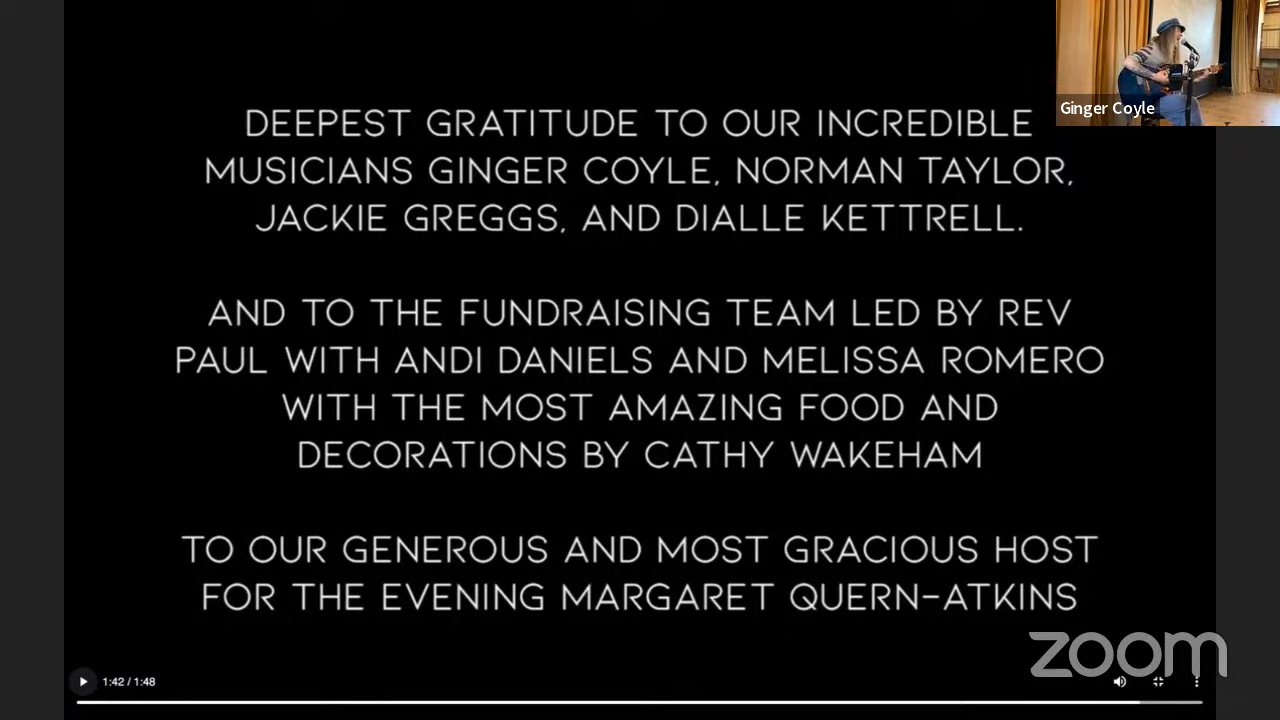 Ginger Coyle
DEEPEST GRATITUDE TO OUR INCREDIBLE
MUSICIANS GINGER COYLE, NORMAN TAYLOR,
JACKIE GREGGS, AND DIALLE KETTRELL.
AND TO THE FUNDRAISING TEAM LED BY REV
PAUL WITH ANDI DANIELS AND MELISSA ROMERO
WITH THE MOST AMAZING FOOD AND
DECORATIONS BY CATHY WAKEHAM
TO OUR GENEROUS AND MOST GRACIOUS HOST
FOR THE EVENING MARGARET QUERN-ATKINS
zoom
1:42 / 1:48